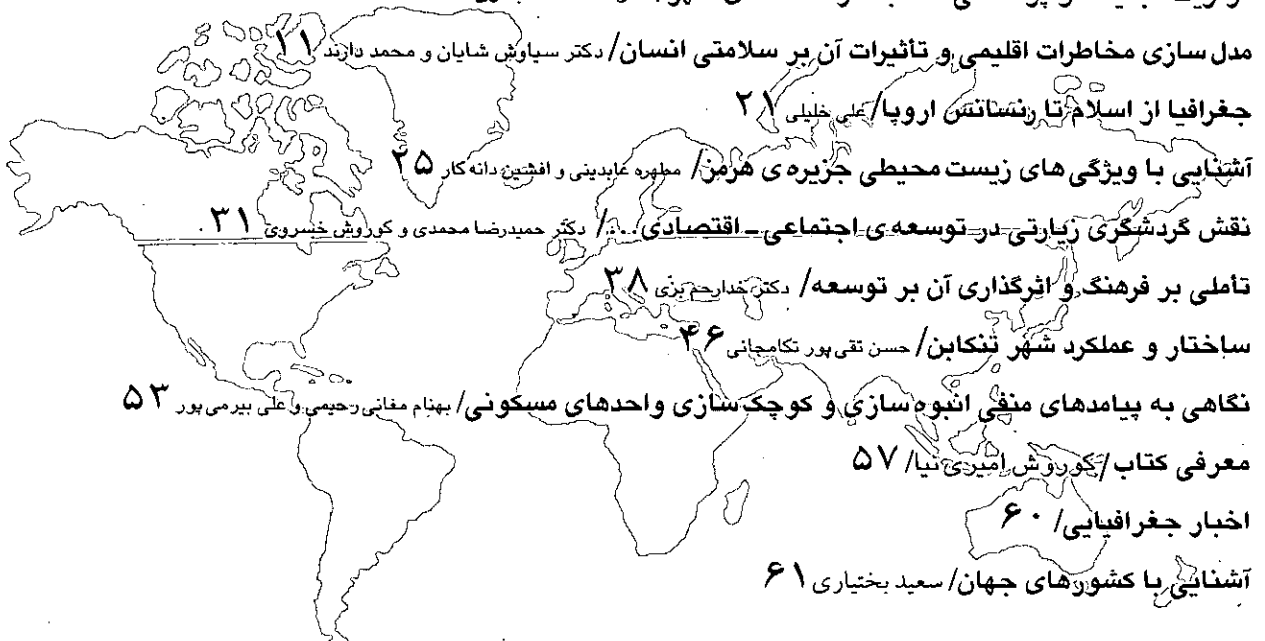 مدل سازی مخاطرات اقلیمی و تأثیرات آن بر سلامتی انسان/ دکتر سیاوش شایان و محمد دارند ۱۱
جغرافیا از اسلام تا رنسانس اروپا/ علی خلیلی ۲۱
آشنایی با ویژگی های زیست محیطی جزیره ی هرمز/ مطهره عابدینی و افشین دانه کار ۲۵
نقش گردشگری زیارتی در توسعه ی اجتماعی ـ اقتصادی.../ دکتر حمیدرضا محمدی و کوروش خسروی ۳۱
تأملی بر فرهنگ و اثرگذاری آن بر توسعه/ دکتر خدارحم بزی ۳۸
ساختار و عملکرد شهر تنکابن/ حسن تقی پور تکامجانی ۴۶
نگاهی به پیامدهای منفی انبوه سازی و کوچک سازی واحدهای مسکونی/ بهنام مغانی رحیمی و علی بیرمی پور ۵۳
معرفی کتاب/ کوروش امیری نیا/ ۵۷
اخبار جغرافیایی/ ۶۰
آشنایی با کشورهای جهان/ سعید بختیاری ۶۱